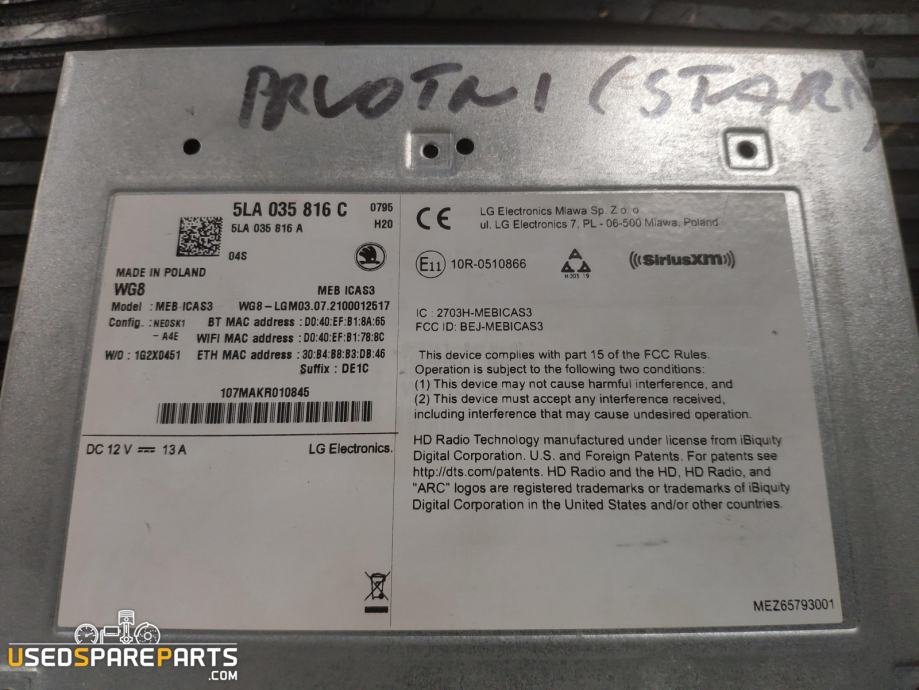 PRVOTNI (STARI)
5LA 035 816 C
0795
5LA 035 816 A
H20
04S
MADE IN POLAND
WG8
MEB ICAS3
Model : MEB ICAS3
WG8-LGM03.07.2100012617
Config. : NE0SK1
-A4E
BT MAC address : D0:40:EF:B1:8A:65
WIFI MAC address : D0:40:EF:B1:78:8C
W/O : 1G2X0451
ETH MAC address : 30:B4:B8:B3:DB:46
Suffix : DE1C
107MAKR010845
DC 12 V 13 A
LG Electronics.
CE
LG Electronics Mlawa Sp. Z o. o
ul. LG Electronics 7, PL - 06-500 Mlawa, Poland
E11 10R-0510866
((SiriusXM))
IC : 2703H-MEBICAS3
FCC ID: BEJ-MEBICAS3
This device complies with part 15 of the FCC Rules.
Operation is subject to the following two conditions:
(1) This device may not cause harmful interference, and
(2) This device must accept any interference received,
including interference that may cause undesired operation.
HD Radio Technology manufactured under license from iBiquity
Digital Corporation. U.S. and Foreign Patents. For patents see
http://dts.com/patents. HD Radio and the HD, HD Radio, and
"ARC" logos are registered trademarks or trademarks of iBiquity
Digital Corporation in the United States and/or other countries.
MEZ65793001
USEDSPAREPARTS
.COM